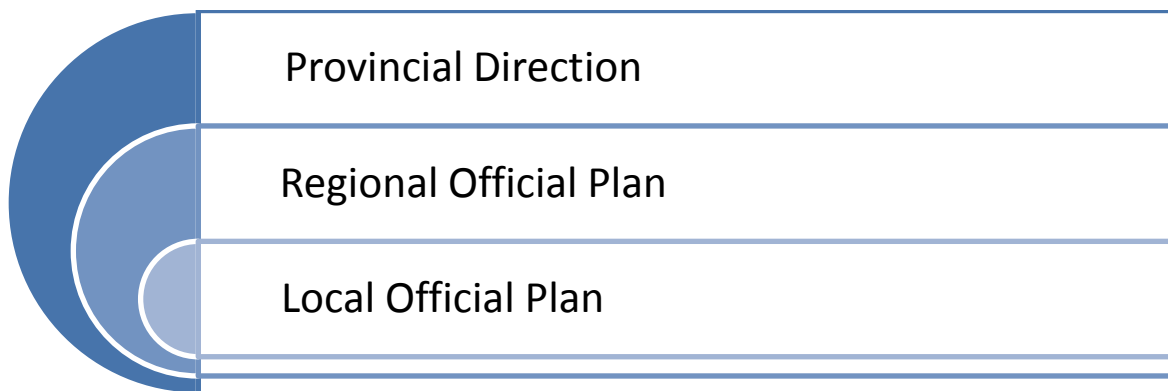 Provincial Direction
Regional Official Plan
Local Official Plan